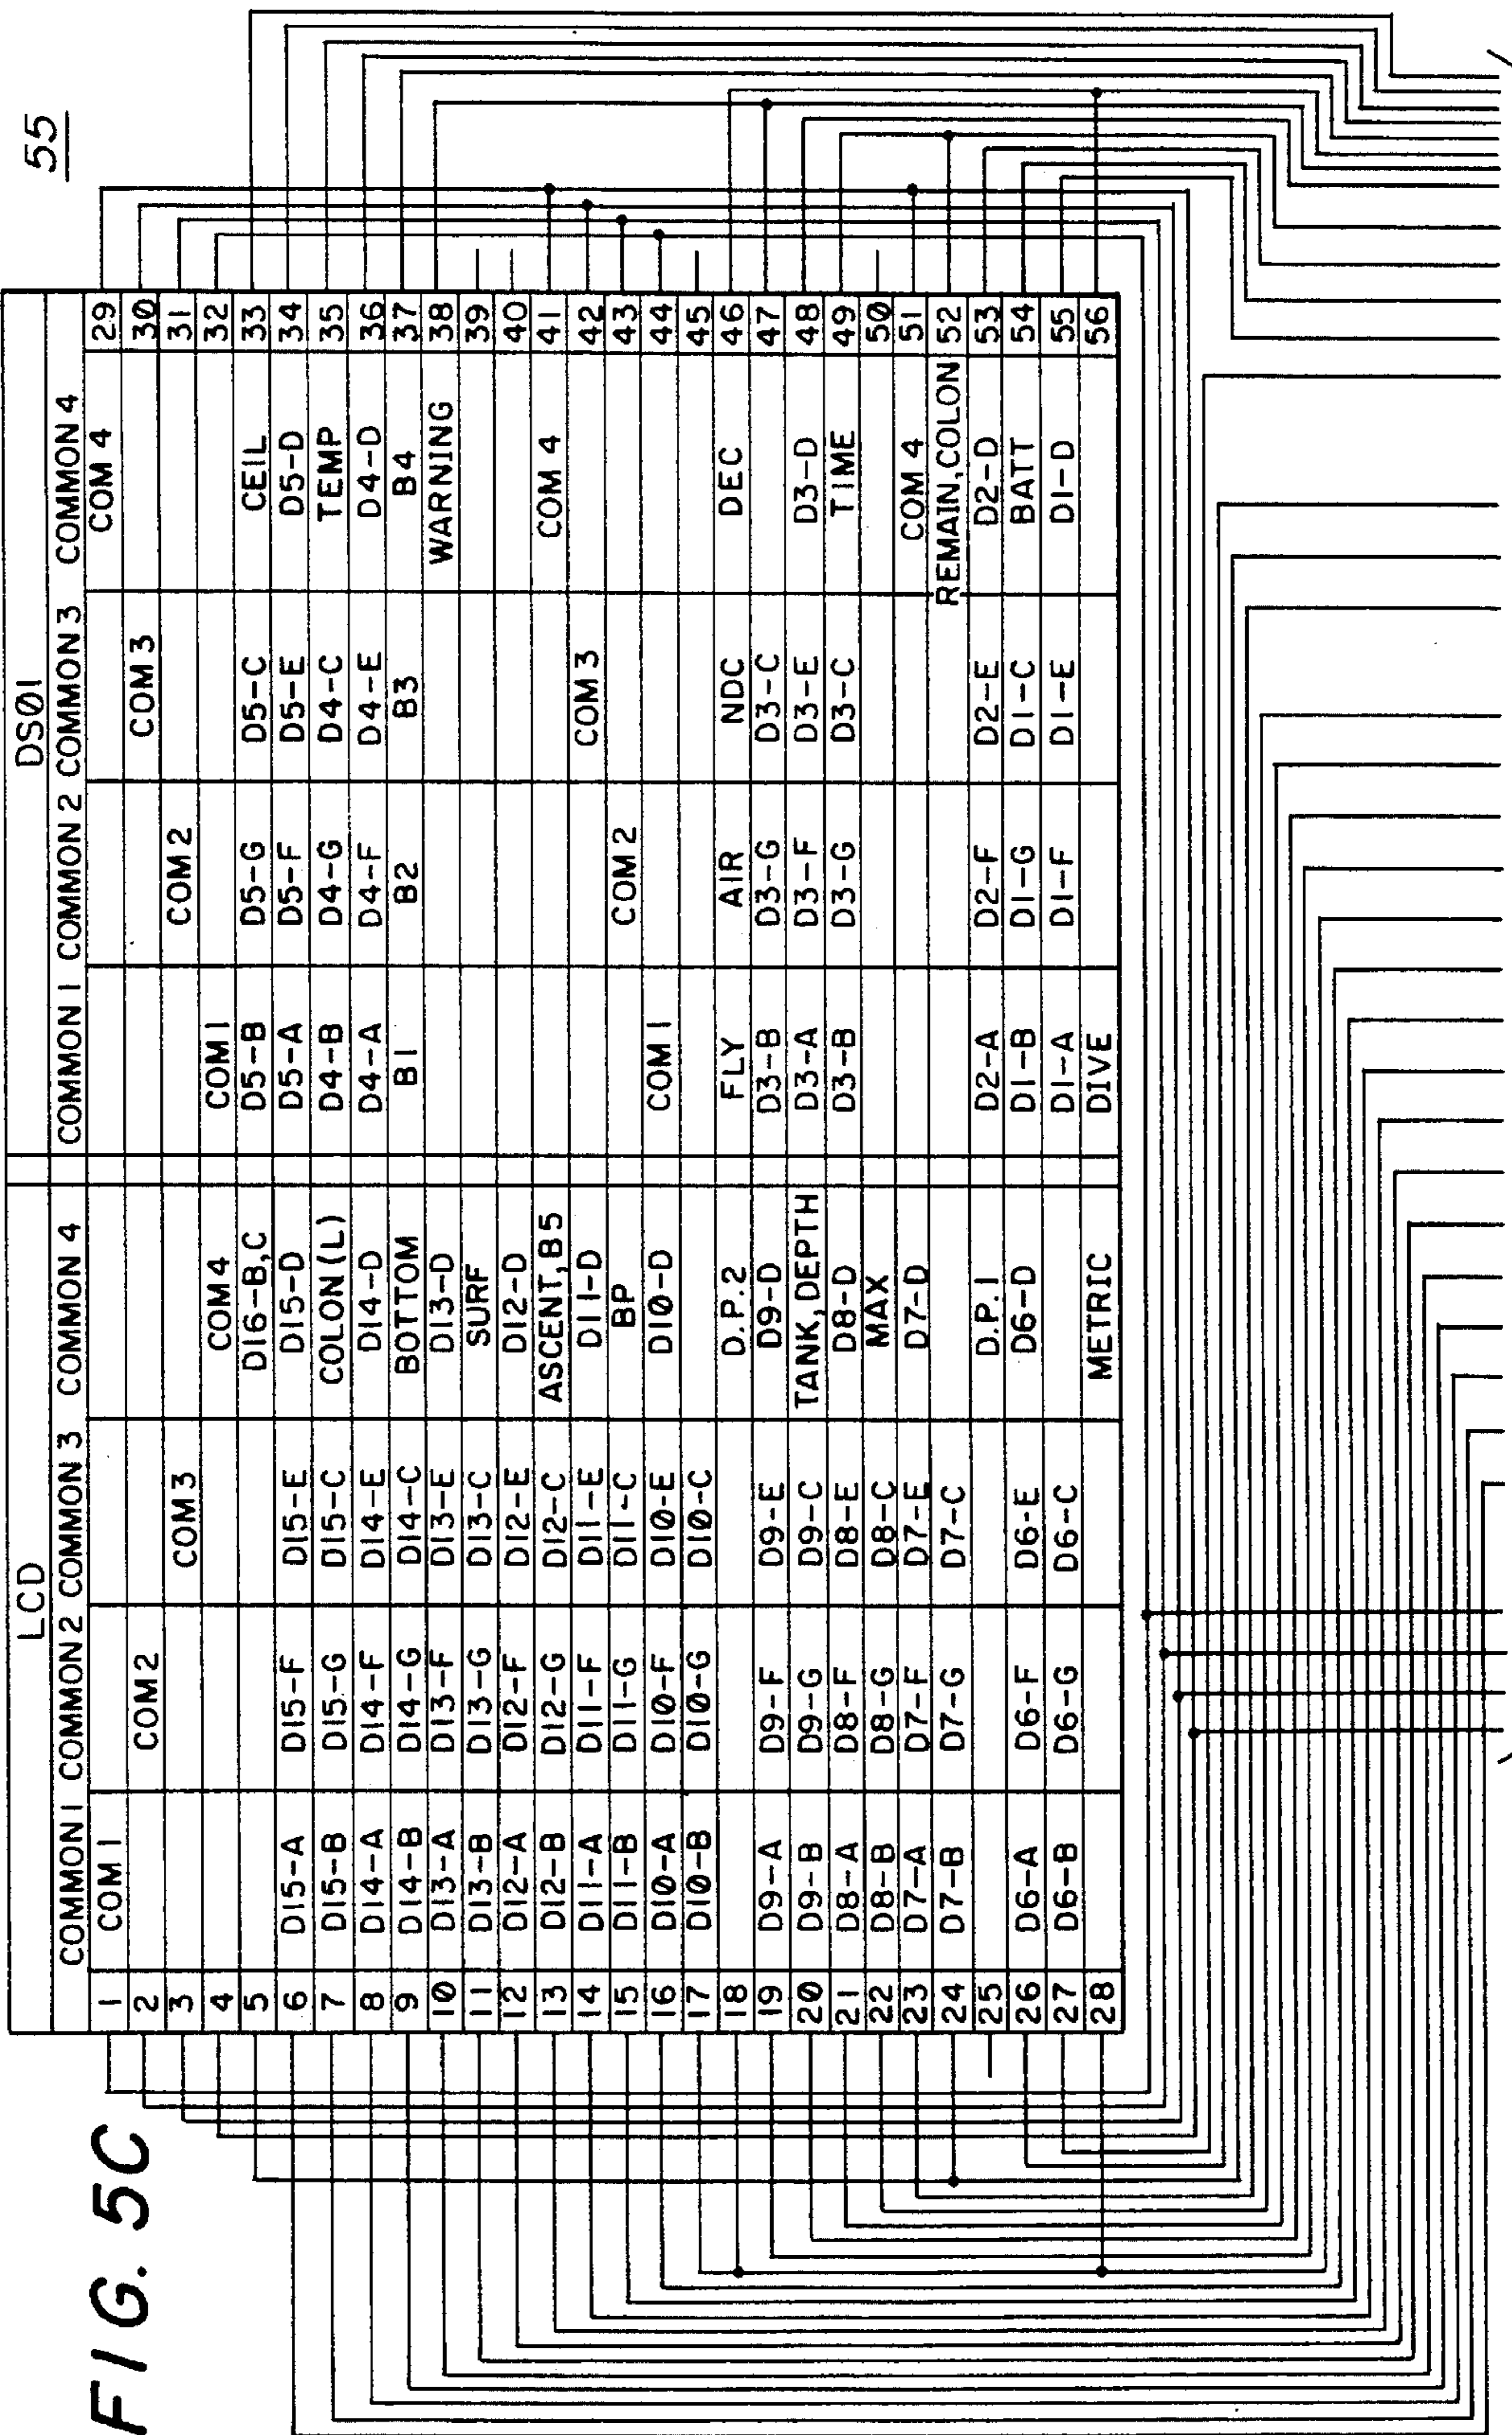 FIG. 5C
55
LCD DS01
COMMON 1 COMMON 2 COMMON 3 COMMON 4 COMMON 1 COMMON 2 COMMON 3 COMMON 4
1 COM 1 COM 4 29
2 COM 2 COM 3 30
3 COM 3 COM 2 31
4 COM 4 COM 1 32
5 D16-B,C D5-B D5-G D5-C CEIL 33
6 D15-A D15-F D15-E D15-D D5-A D5-F D5-E D5-D 34
7 D15-B D15-G D15-C COLON (L) D4-B D4-G D4-C TEMP 35
8 D14-A D14-F D14-E D14-D D4-A D4-F D4-E D4-D 36
9 D14-B D14-G D14-C BOTTOM B1 B2 B3 B4 37
10 D13-A D13-F D13-E D13-D WARNING 38
11 D13-B D13-G D13-C SURF 39
12 D12-A D12-F D12-E D12-D 40
13 D12-B D12-G D12-C ASCENT,B5 COM 4 41
14 D11-A D11-F D11-E D11-D COM 3 42
15 D11-B D11-G D11-C BP COM 2 43
16 D10-A D10-F D10-E D10-D COM 1 44
17 D10-B D10-G D10-C 45
18 D.P.2 FLY AIR NDC DEC 46
19 D9-A D9-F D9-E D9-D D3-B D3-G D3-C 47
20 D9-B D9-G D9-C TANK,DEPTH D3-A D3-F D3-E D3-D 48
21 D8-A D8-F D8-E D8-D D3-B D3-G D3-C TIME 49
22 D8-B D8-G D8-C MAX 50
23 D7-A D7-F D7-E D7-D COM 4 51
24 D7-B D7-G D7-C REMAIN,COLON 52
25 D.P.1 D2-A D2-F D2-E D2-D 53
26 D6-A D6-F D6-E D6-D D1-B D1-G D1-C BATT 54
27 D6-B D6-G D6-C D1-A D1-F D1-E D1-D 55
28 METRIC DIVE 56